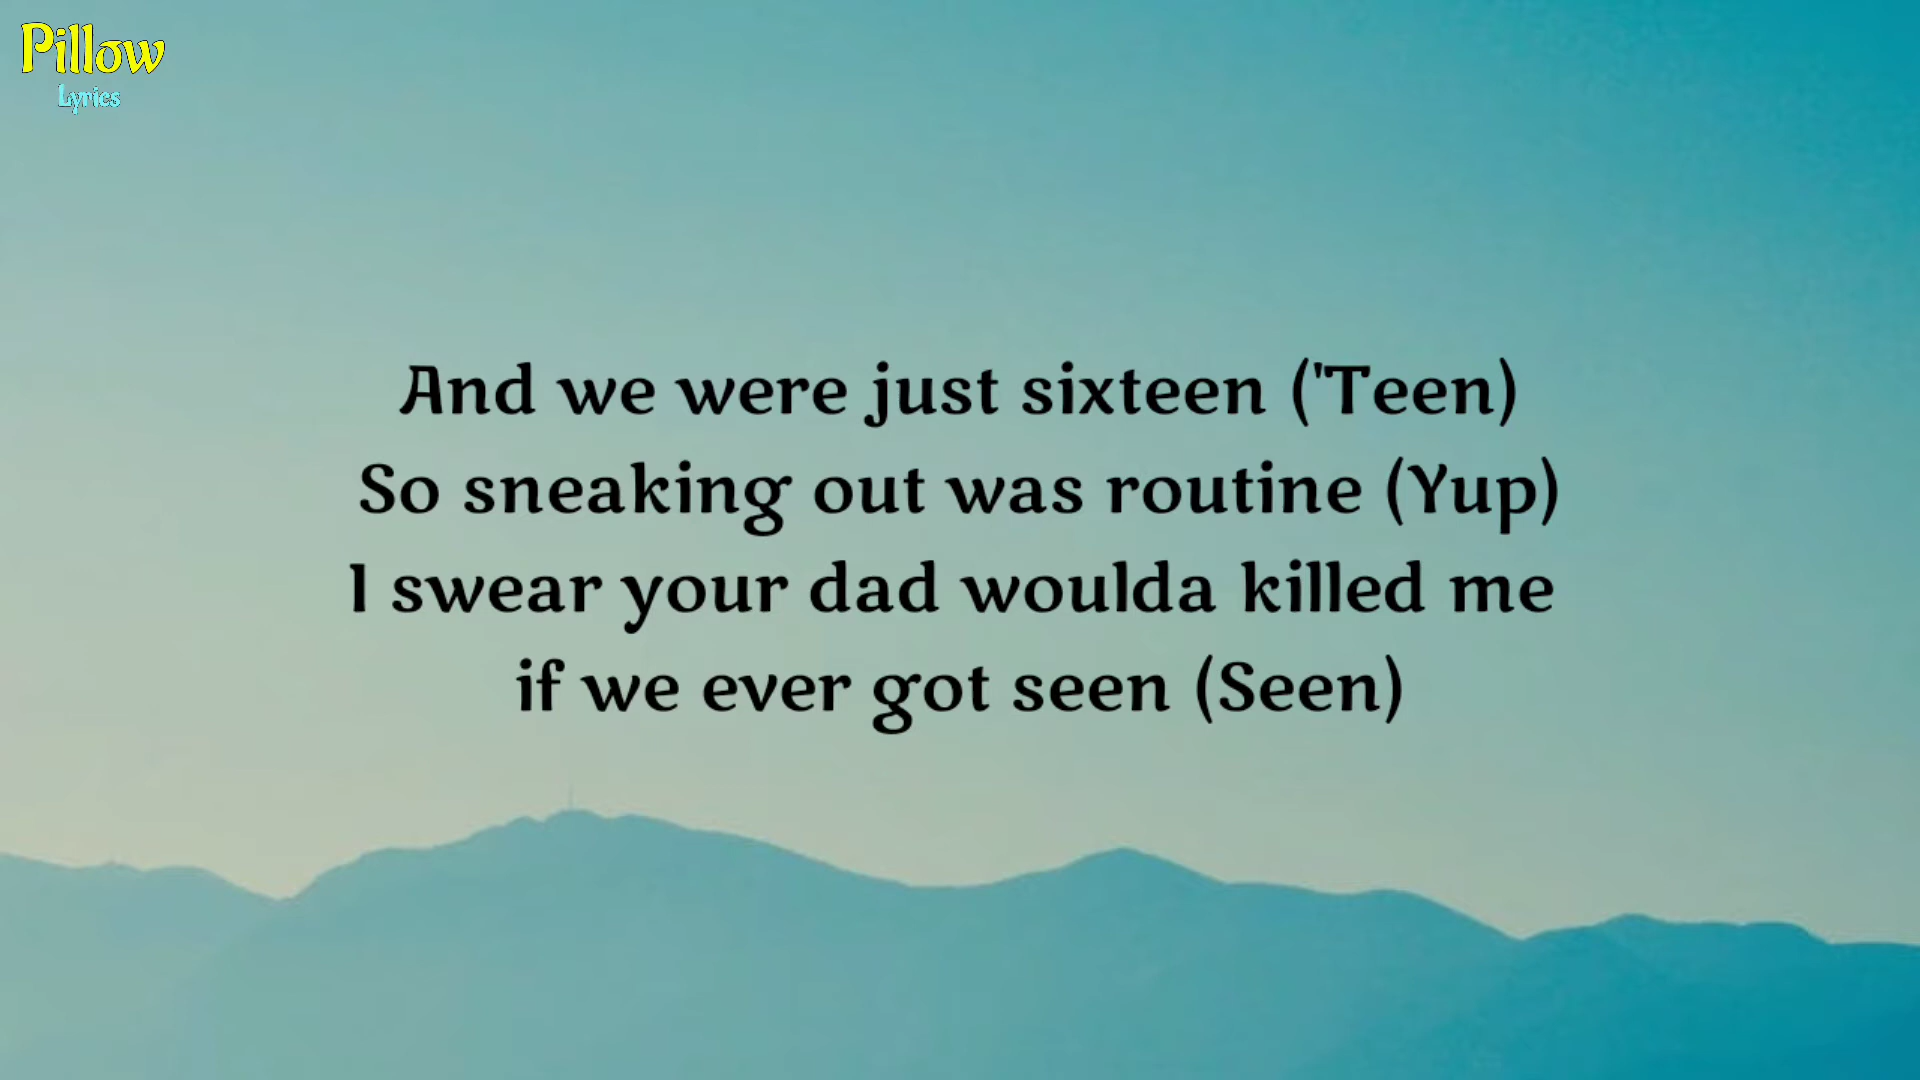 Pillow
Lyrics
And we were just sixteen ('Teen)
So sneaking out was routine (Yup)
I swear your dad woulda killed me
if we ever got seen (Seen)